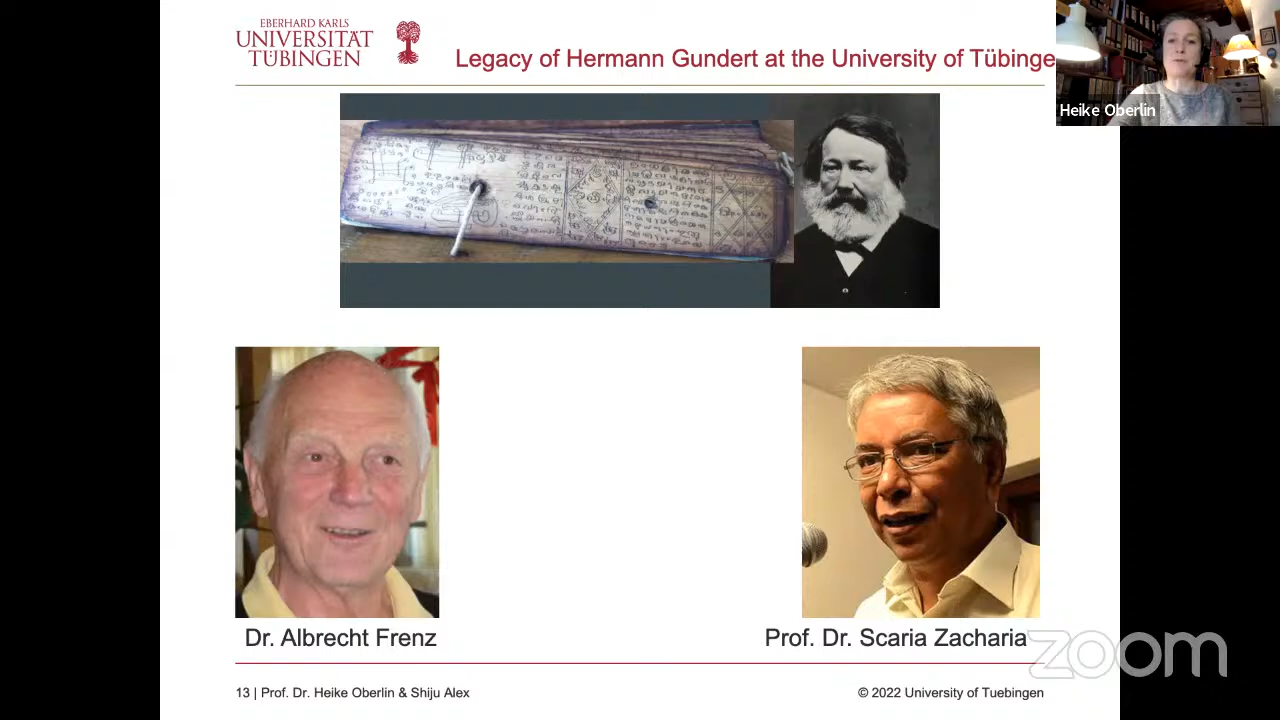 EBERHARD KARLS
UNIVERSITÄT
TÜBINGEN
Legacy of Hermann Gundert at the University of Tübinge
Heike Oberlin
Dr. Albrecht Frenz
Prof. Dr. Scaria Zacharia
zoom
13 | Prof. Dr. Heike Oberlin & Shiju Alex
© 2022 University of Tuebingen